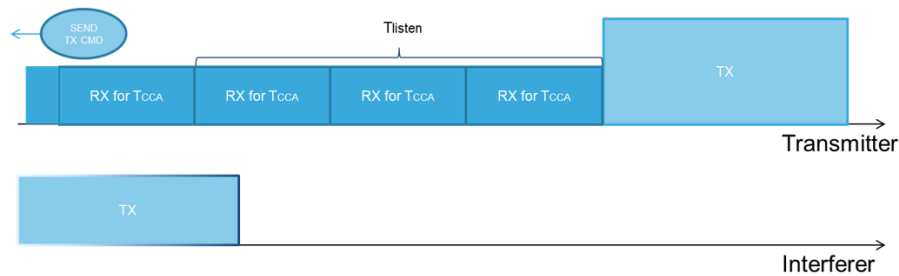 SEND
TX CMD
Tlisten
RX for TCCA
RX for TCCA
RX for TCCA
RX for TCCA
TX
Transmitter
TX
Interferer